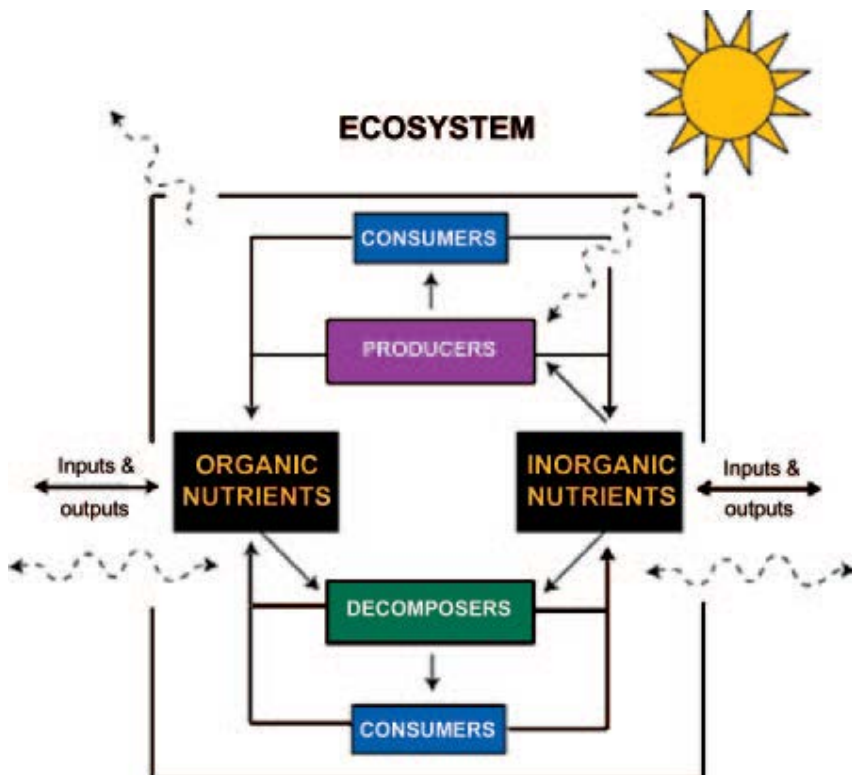 ECOSYSTEM
CONSUMERS
PRODUCERS
ORGANIC
NUTRIENTS
INORGANIC
NUTRIENTS
Inputs &
outputs
Inputs &
outputs
DECOMPOSERS
CONSUMERS